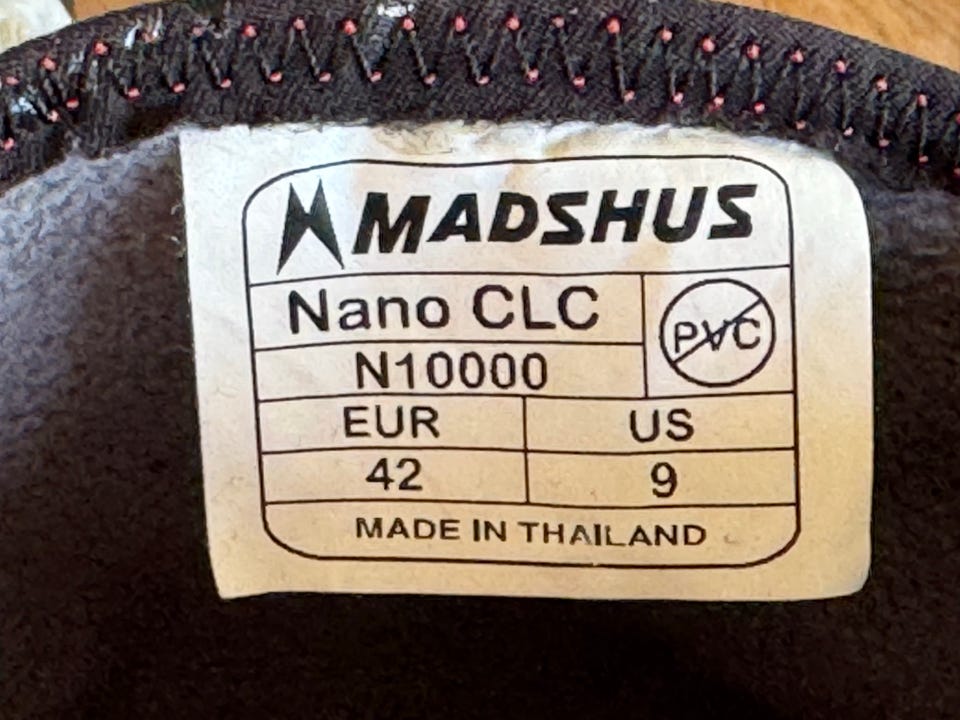 MADSHUS
Nano CLC
PVC
N10000
EUR US
42 9
MADE IN THAILAND